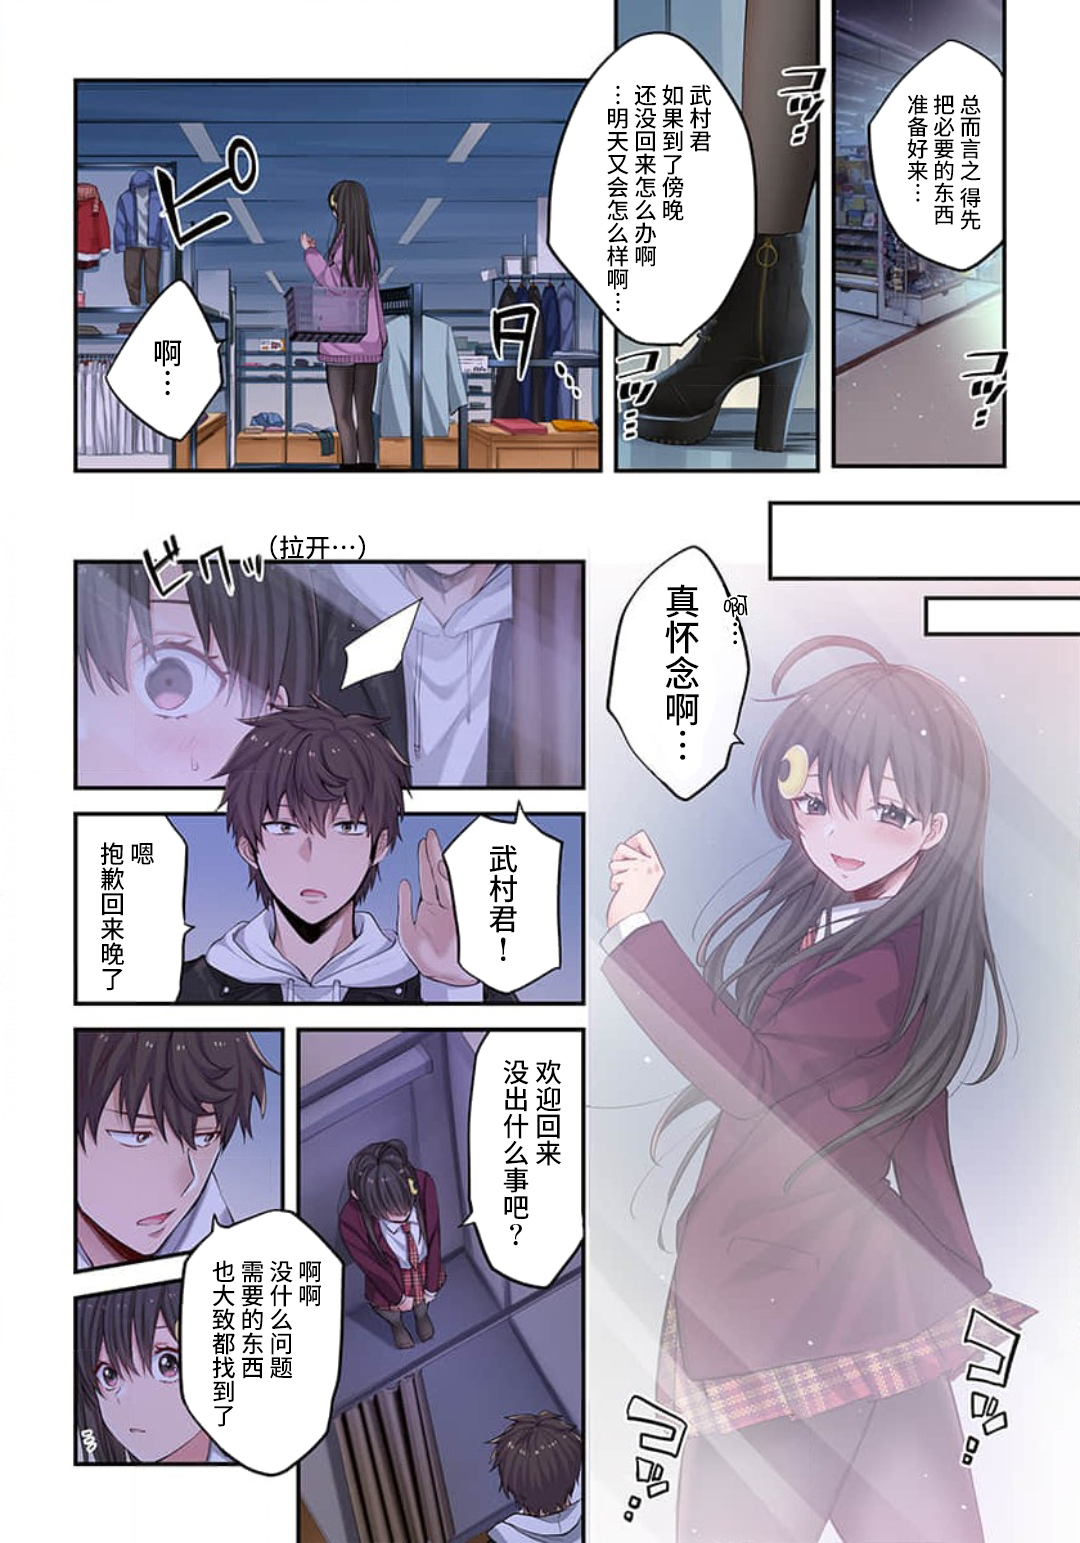 总而言之 得先
把必要的东西
准备好来…
コツ
コツ
武村君
如果到了傍晚
还没回来怎么办啊
…明天又会怎么样啊…
コツ
タ…
ピタ
啊…
啊…
真怀念啊…
コツ
コツ
（拉开…）
ビクッ
武村君！
嗯
抱歉回来晚了
欢迎回来
没出什么事吧？
啊啊
没什么问题
需要的东西
也大致都找到了